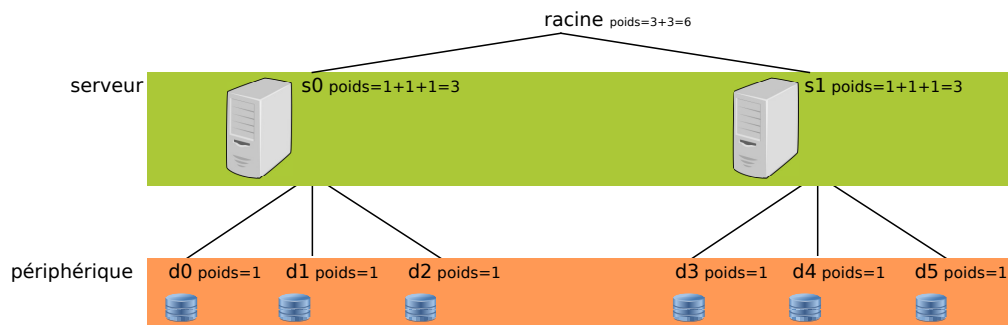 racine poids=3+3=6
serveur s0 poids=1+1+1=3 s1 poids=1+1+1=3
périphérique d0 poids=1 d1 poids=1 d2 poids=1 d3 poids=1 d4 poids=1 d5 poids=1